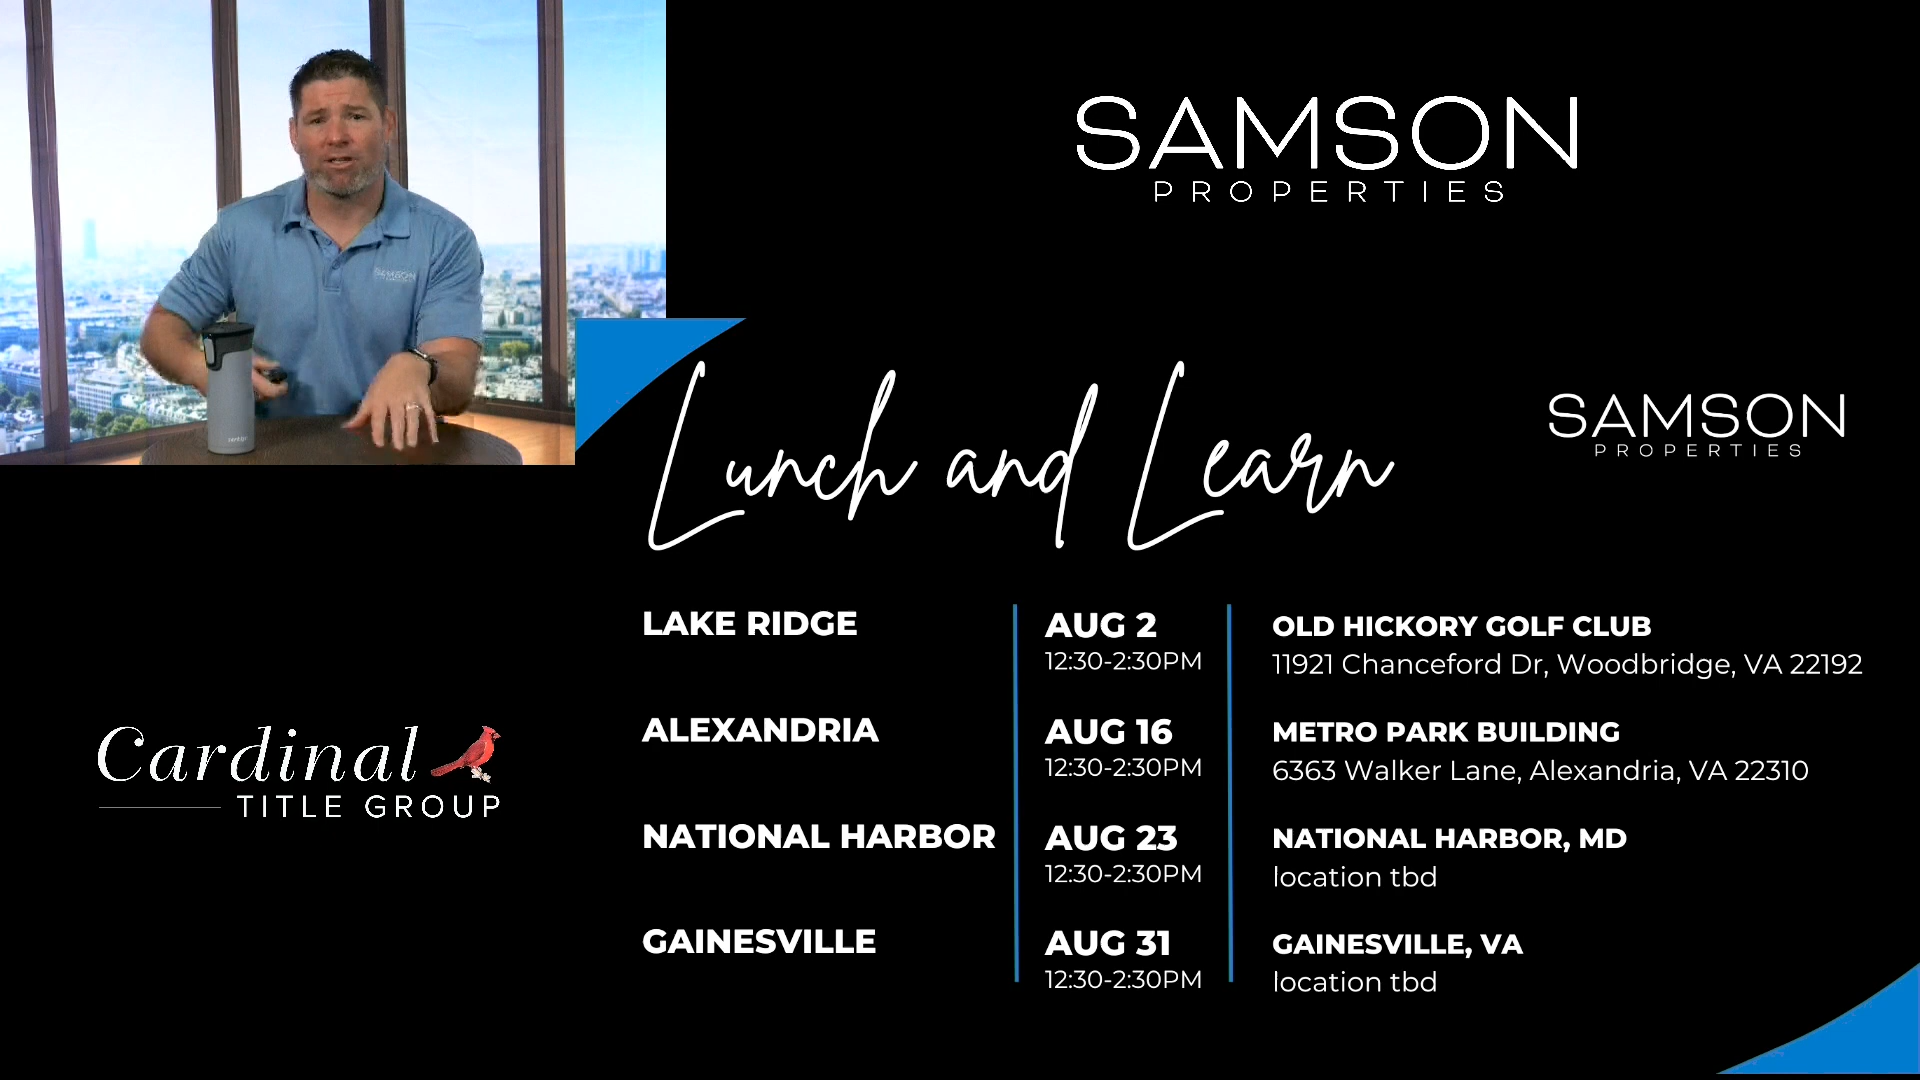 SAMSON
PROPERTIES
SAMSON
Lunch and Learn
SAMSON
PROPERTIES
LAKE RIDGE
AUG 2
12:30-2:30PM
OLD HICKORY GOLF CLUB
11921 Chanceford Dr, Woodbridge, VA 22192
ALEXANDRIA
AUG 16
12:30-2:30PM
METRO PARK BUILDING
6363 Walker Lane, Alexandria, VA 22310
NATIONAL HARBOR
AUG 23
12:30-2:30PM
NATIONAL HARBOR, MD
location tbd
GAINESVILLE
AUG 31
12:30-2:30PM
GAINESVILLE, VA
location tbd
Cardinal
TITLE GROUP